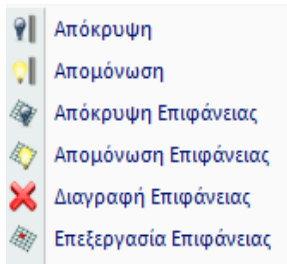 Απόκρυψη
Απομόνωση
Απόκρυψη Επιφάνειας
Απομόνωση Επιφάνειας
Διαγραφή Επιφάνειας
Επεξεργασία Επιφάνειας